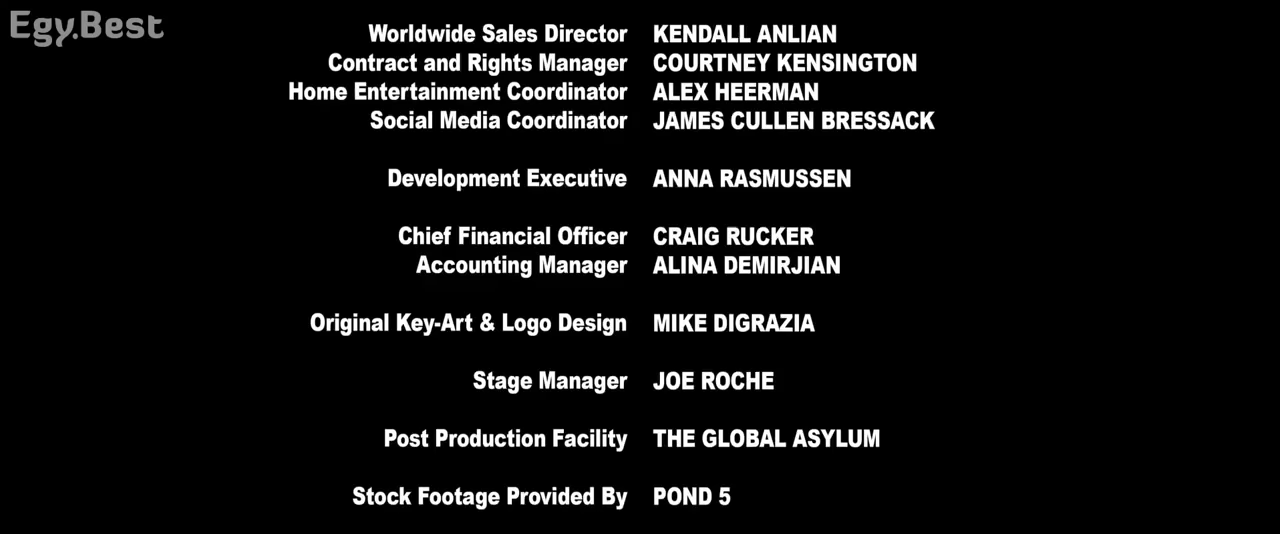 Egy.Best
Worldwide Sales Director KENDALL ANLIAN
Contract and Rights Manager COURTNEY KENSINGTON
Home Entertainment Coordinator ALEX HEERMAN
Social Media Coordinator JAMES CULLEN BRESSACK
Development Executive ANNA RASMUSSEN
Chief Financial Officer CRAIG RUCKER
Accounting Manager ALINA DEMIRJIAN
Original Key-Art & Logo Design MIKE DIGRAZIA
Stage Manager JOE ROCHE
Post Production Facility THE GLOBAL ASYLUM
Stock Footage Provided By POND 5